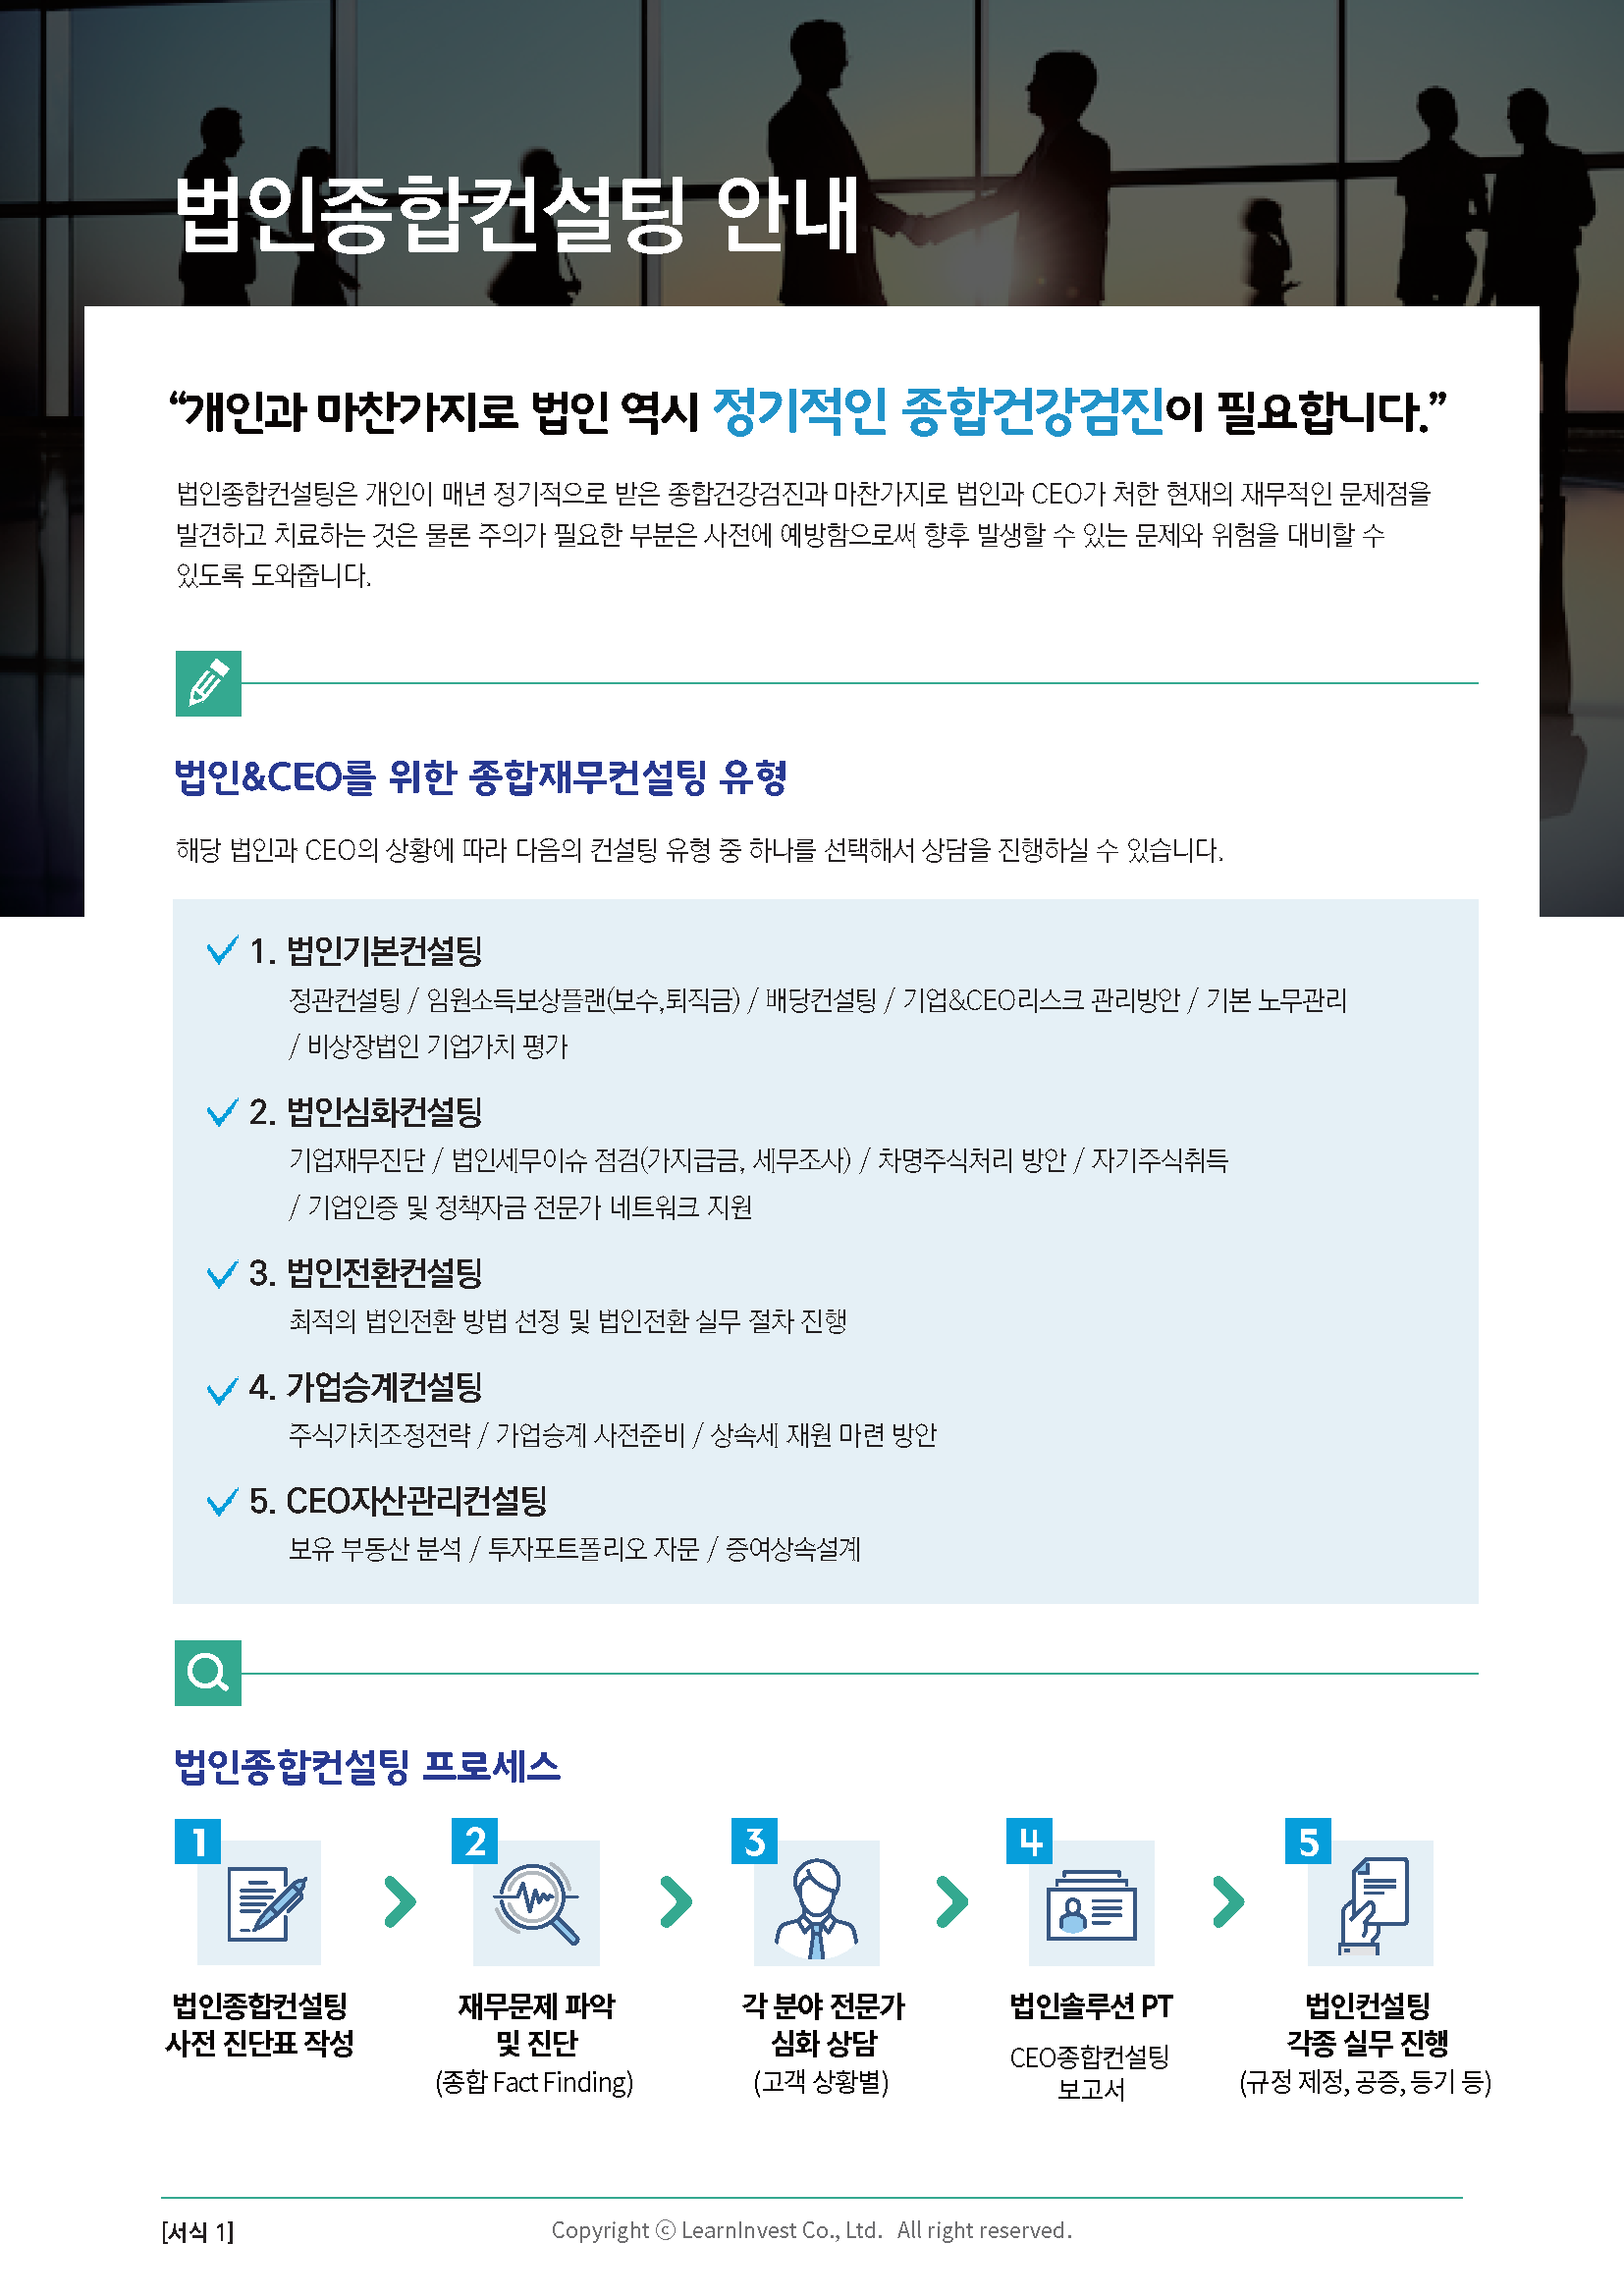 법인종합컨설팅 안내
“개인과 마찬가지로 법인 역시 정기적인 종합건강검진이 필요합니다.”
법인종합컨설팅은 개인이 매년 정기적으로 받은 종합건강검진과 마찬가지로 법인과 CEO가 처한 현재의 재무적인 문제점을
발견하고 치료하는 것은 물론 주의가 필요한 부분은 사전에 예방함으로써 향후 발생할 수 있는 문제와 위험을 대비할 수
있도록 도와줍니다.
법인&CEO를 위한 종합재무컨설팅 유형
해당 법인과 CEO의 상황에 따라 다음의 컨설팅 유형 중 하나를 선택해서 상담을 진행하실 수 있습니다.
1. 법인기본컨설팅
정관컨설팅 / 임원소득보상플랜(보수,퇴직금) / 배당컨설팅 / 기업&CEO리스크 관리방안 / 기본 노무관리
/ 비상장법인 기업가치 평가
2. 법인심화컨설팅
기업재무진단 / 법인세무이슈 점검(가지급금, 세무조사) / 차명주식처리 방안 / 자기주식취득
/ 기업인증 및 정책자금 전문가 네트워크 지원
3. 법인전환컨설팅
최적의 법인전환 방법 선정 및 법인전환 실무 절차 진행
4. 가업승계컨설팅
주식가치조정전략 / 가업승계 사전준비 / 상속세 재원 마련 방안
5. CEO자산관리컨설팅
보유 부동산 분석 / 투자포트폴리오 자문 / 증여상속설계
법인종합컨설팅 프로세스
1
법인종합컨설팅
사전 진단표 작성
2
재무문제 파악
및 진단
(종합 Fact Finding)
3
각 분야 전문가
심화 상담
(고객 상황별)
4
법인솔루션 PT
CEO종합컨설팅
보고서
5
법인컨설팅
각종 실무 진행
(규정 제정, 공증, 등기 등)
[서식 1]
Copyright ⓒ LearnInvest Co., Ltd. All right reserved.